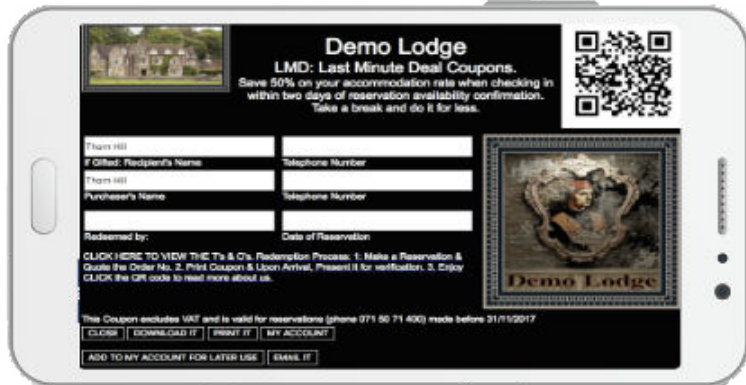 Demo Lodge
LMD: Last Minute Deal Coupons.
Save 50% on your accommodation rate when checking in
within two days of reservation availability confirmation.
Take a break and do it for less.
Thorn Hill
If Gifted: Recipient's Name
Telephone Number
Thorn Hill
Purchaser's Name
Telephone Number
Redeemed by:
Date of Reservation
Demo Lodge
CLICK HERE TO VIEW THE T's & C's. Redemption Process: 1: Make a Reservation &
Quote the Order No. 2. Print Coupon & Upon Arrival, Present it for verification. 3. Enjoy
CLICK the QR code to read more about us.
This Coupon excludes VAT and is valid for reservations (phone 071 50 71 400) made before 31/11/2017
CLOSE DOWNLOAD IT PRINT IT MY ACCOUNT
ADD TO MY ACCOUNT FOR LATER USE EMAIL IT